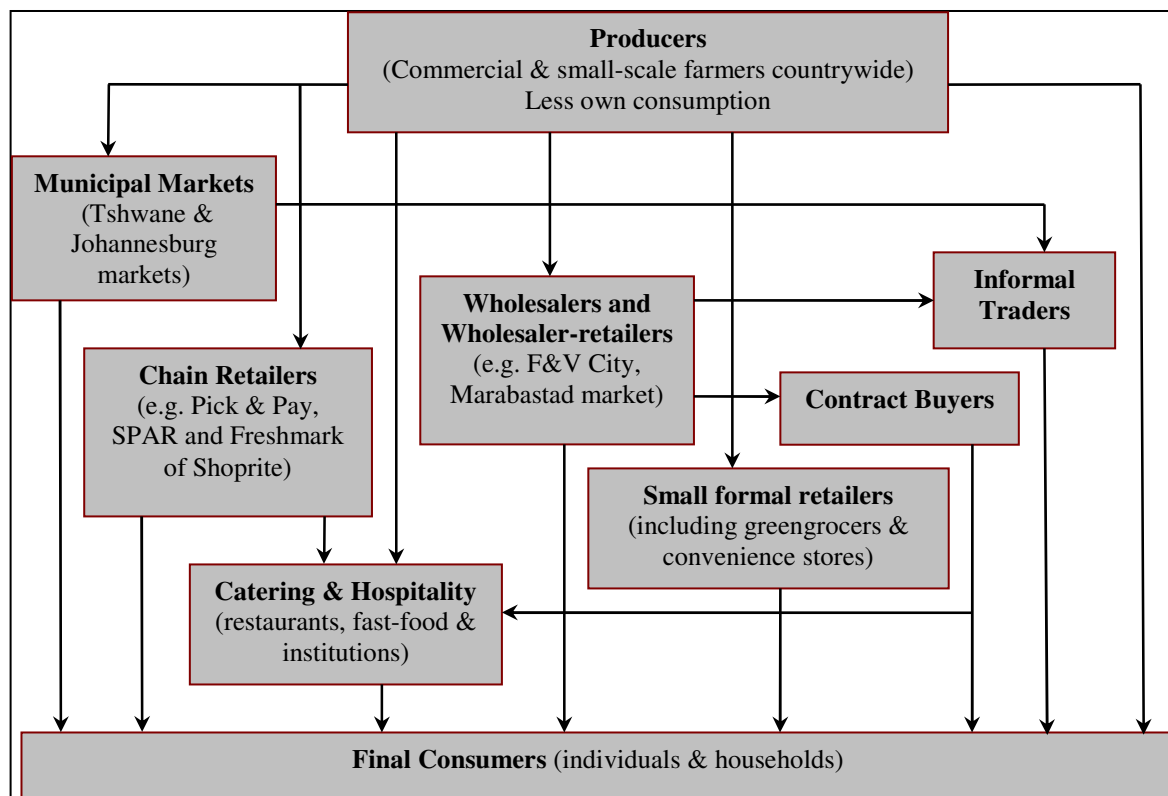 Producers
(Commercial & small-scale farmers countrywide)
Less own consumption
Municipal Markets
(Tshwane &
Johannesburg
markets)
Informal
Traders
Wholesalers and
Wholesaler-retailers
(e.g. F&V City,
Marabastad market)
Chain Retailers
(e.g. Pick & Pay,
SPAR and Freshmark
of Shoprite)
Contract Buyers
Small formal retailers
(including greengrocers &
convenience stores)
Catering & Hospitality
(restaurants, fast-food &
institutions)
Final Consumers (individuals & households)